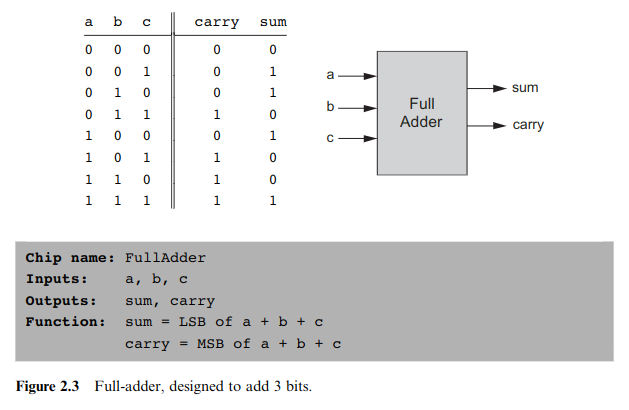 a b c carry sum
0 0 0 0 0
0 0 1 0 1
0 1 0 0 1
0 1 1 1 0
1 0 0 0 1
1 0 1 1 0
1 1 0 1 0
1 1 1 1 1
a
b
c
Full
Adder
sum
carry
Chip name: FullAdder
Inputs: a, b, c
Outputs: sum, carry
Function: sum = LSB of a + b + c
carry = MSB of a + b + c
Figure 2.3 Full-adder, designed to add 3 bits.